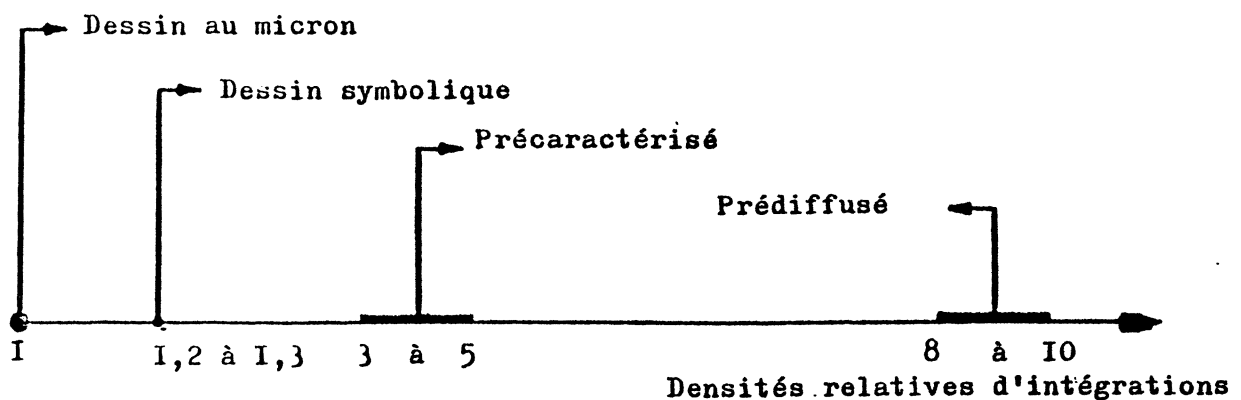 Dessin au micron
Dessin symbolique
Précaractérisé
Prédiffusé
I
I,2 à I,3
3 à 5
8 à IO
Densités relatives d'intégrations